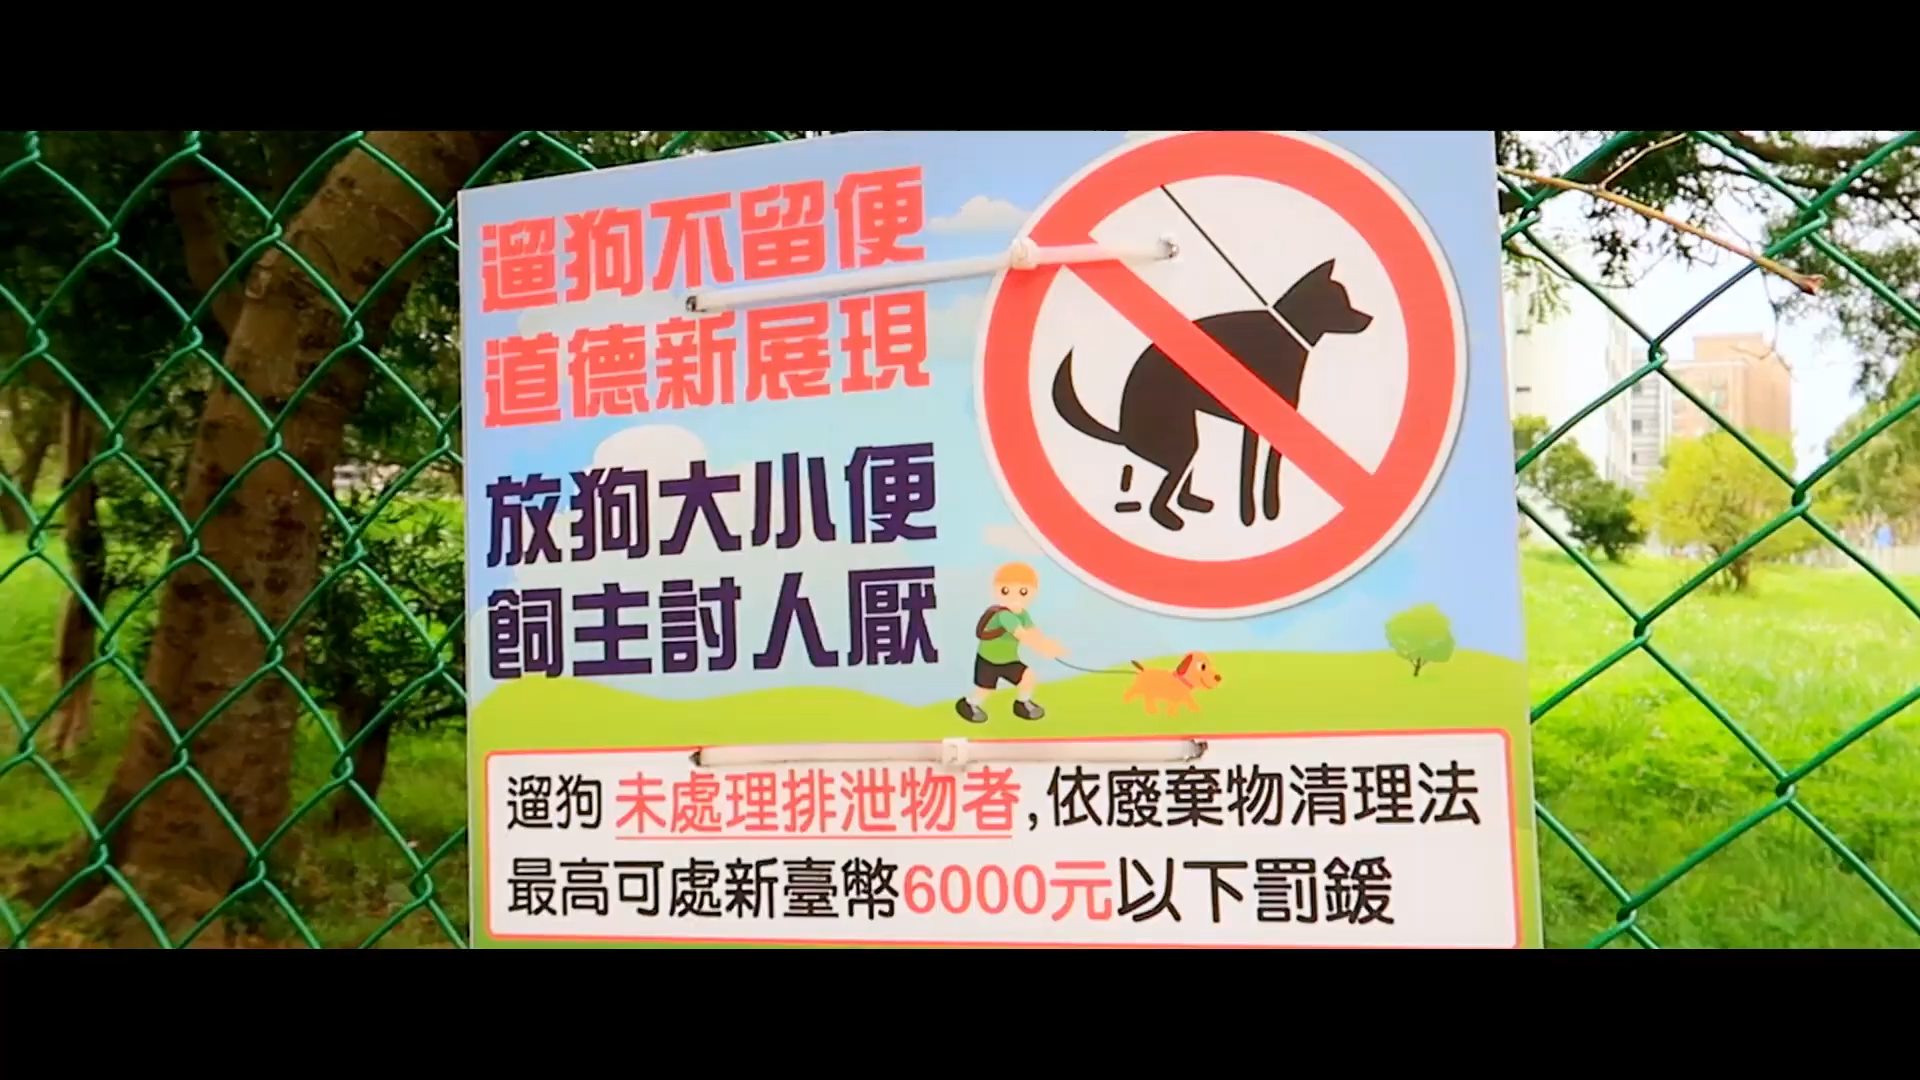 遛狗不留便
道德新展現
放狗大小便
飼主討人厭
遛狗 未處理排泄物者,依廢棄物清理法
最高可處新臺幣6000元以下罰鍰